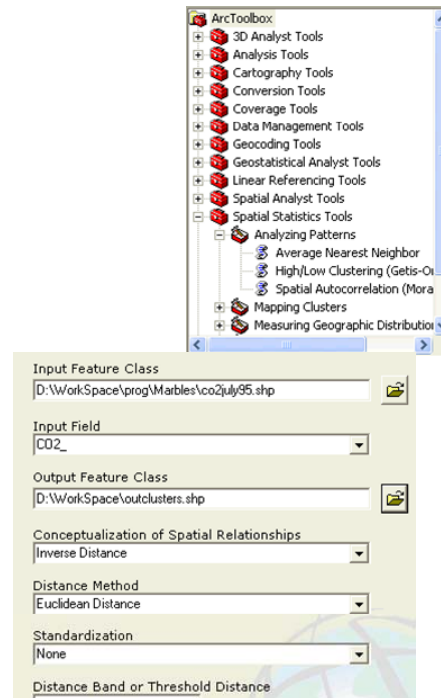 ArcToolbox
3D Analyst Tools
Analysis Tools
Cartography Tools
Conversion Tools
Coverage Tools
Data Management Tools
Geocoding Tools
Geostatistical Analyst Tools
Linear Referencing Tools
Spatial Analyst Tools
Spatial Statistics Tools
Analyzing Patterns
Average Nearest Neighbor
High/Low Clustering (Getis-Or
Spatial Autocorrelation (Mora
Mapping Clusters
Measuring Geographic Distribution
Input Feature Class
D:\WorkSpace\prog\Marbles\co2july95.shp
Input Field
CO2_
Output Feature Class
D:\WorkSpace\outclusters.shp
Conceptualization of Spatial Relationships
Inverse Distance
Distance Method
Euclidean Distance
Standardization
None
Distance Band or Threshold Distance